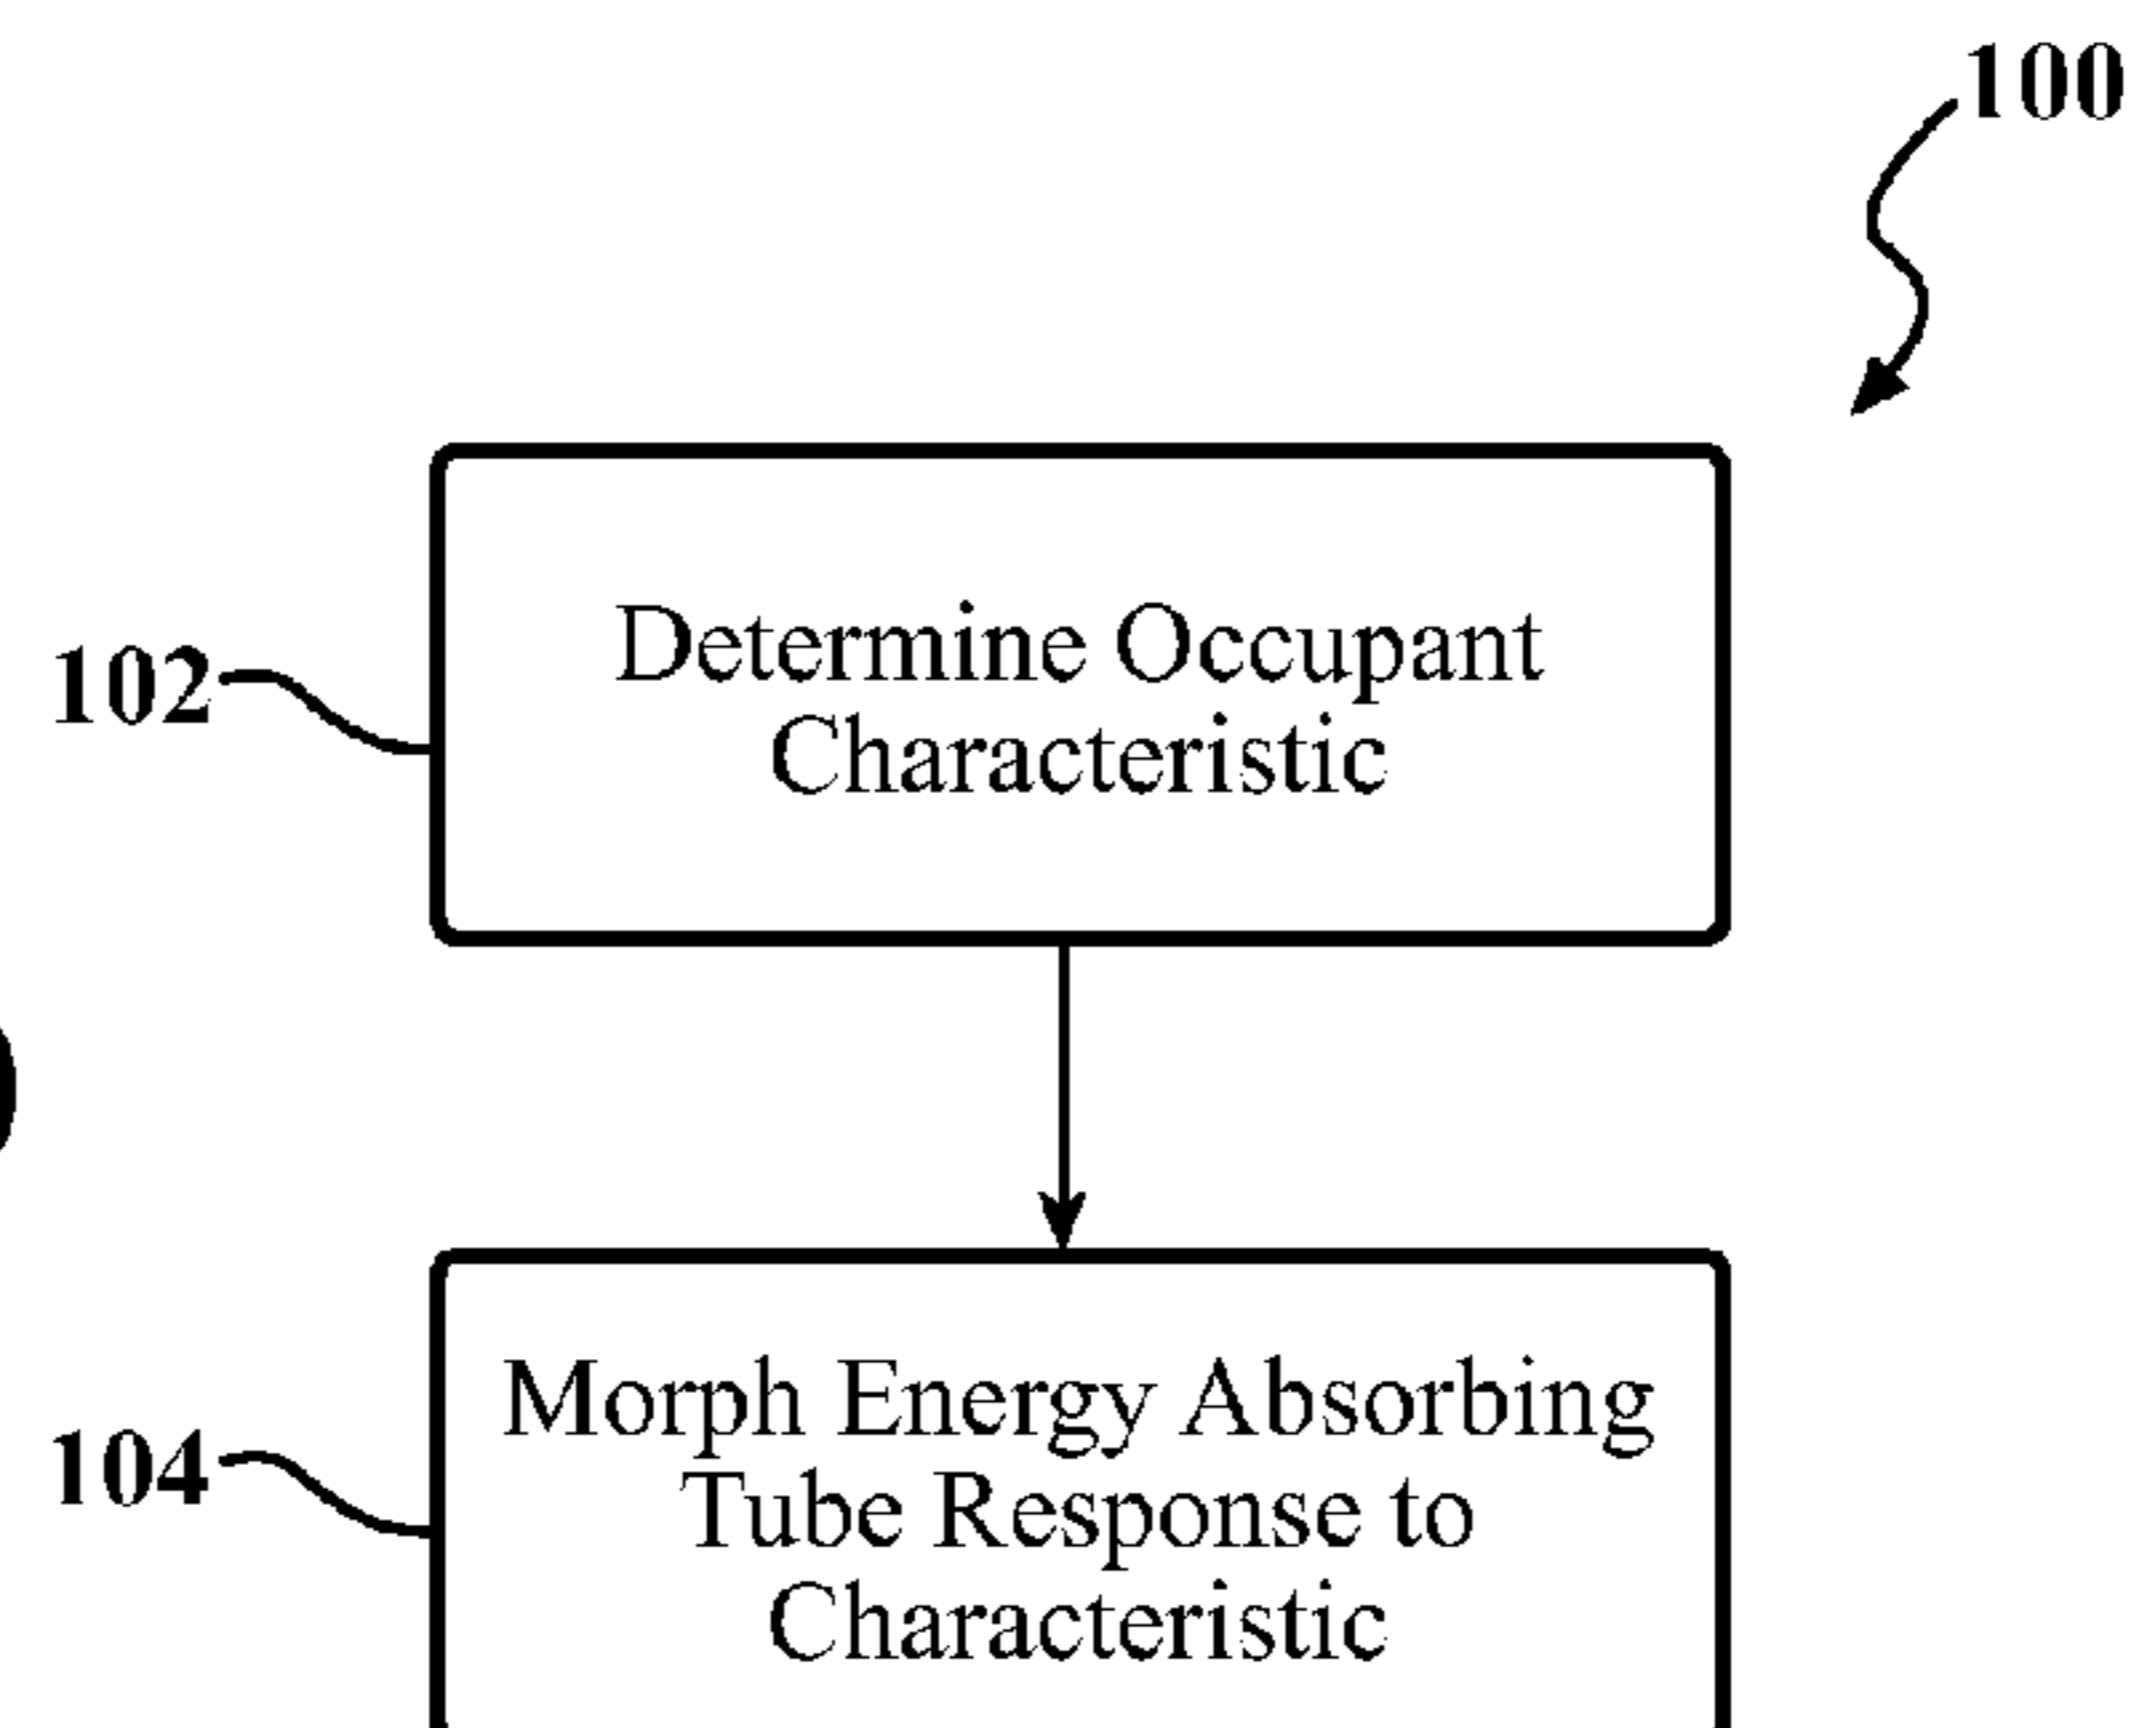 100
102
Determine Occupant
Characteristic
104
Morph Energy Absorbing
Tube Response to
Characteristic